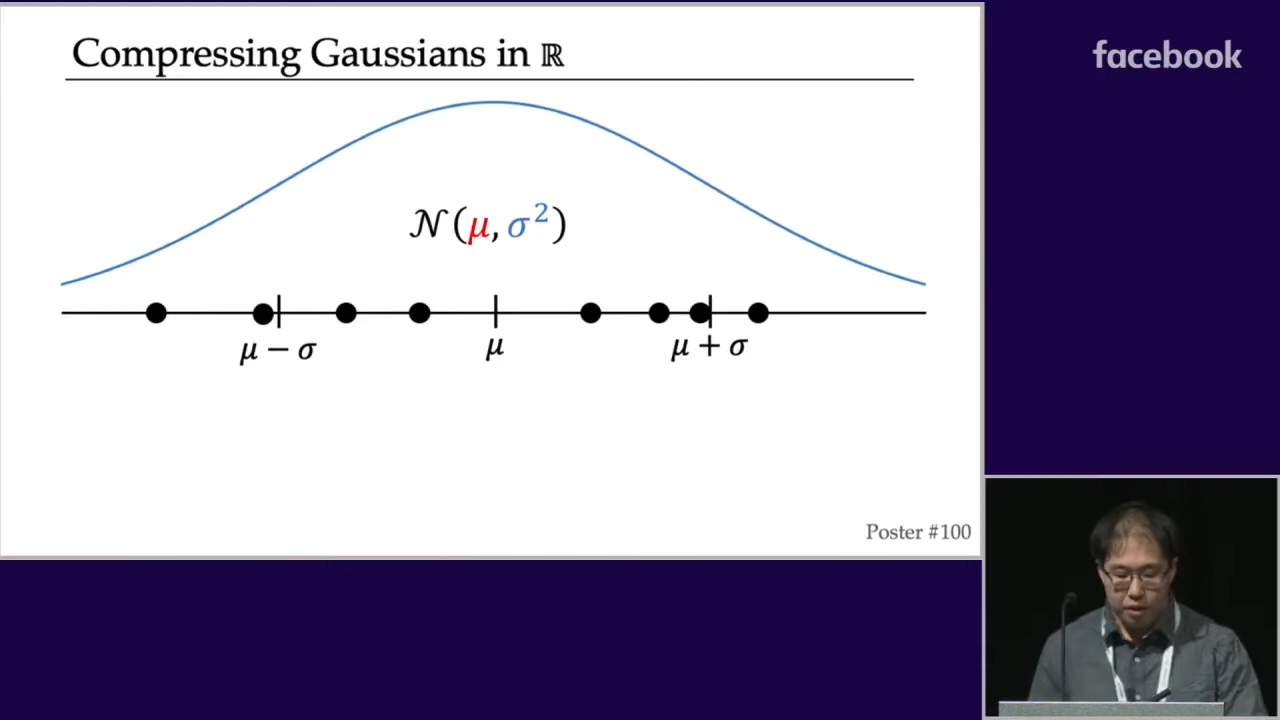 Compressing Gaussians in ℝ
facebook
𝒩(μ, σ²)
μ − σ
μ
μ + σ
Poster #100